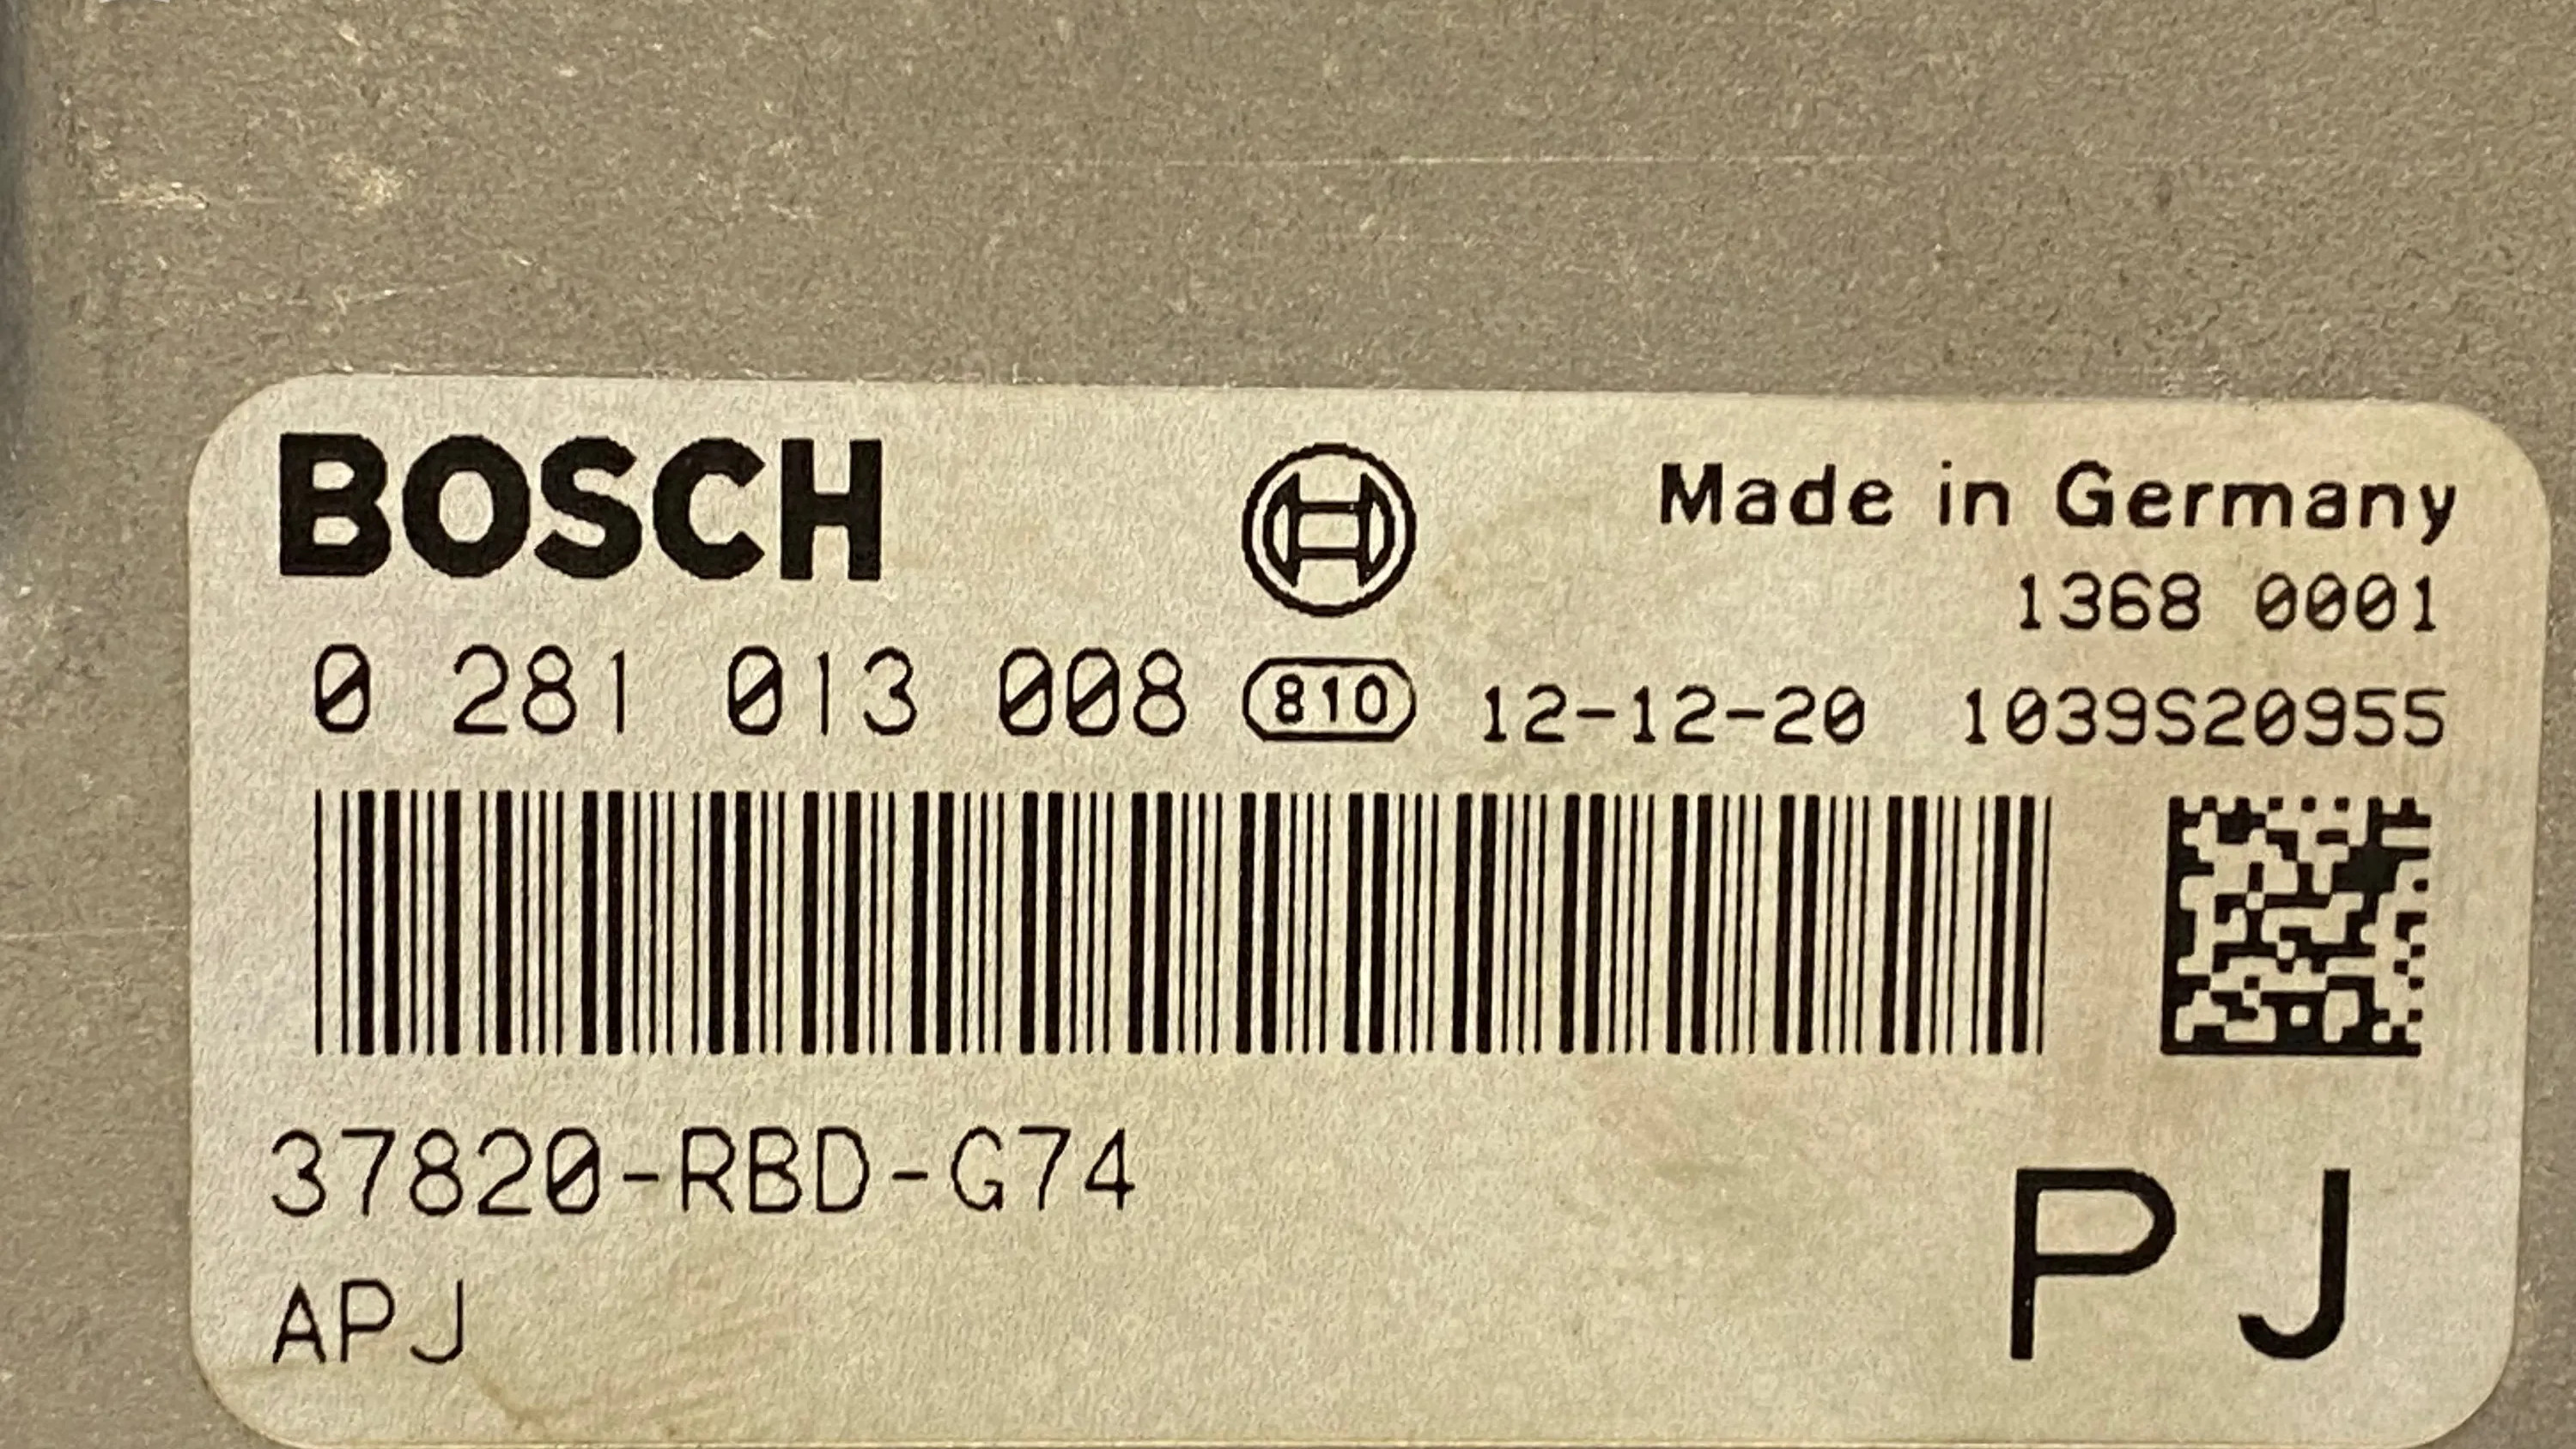 BOSCH Made in Germany
1368 0001
0 281 013 008 810 12-12-20 1039S20955
37820-RBD-G74
APJ PJ